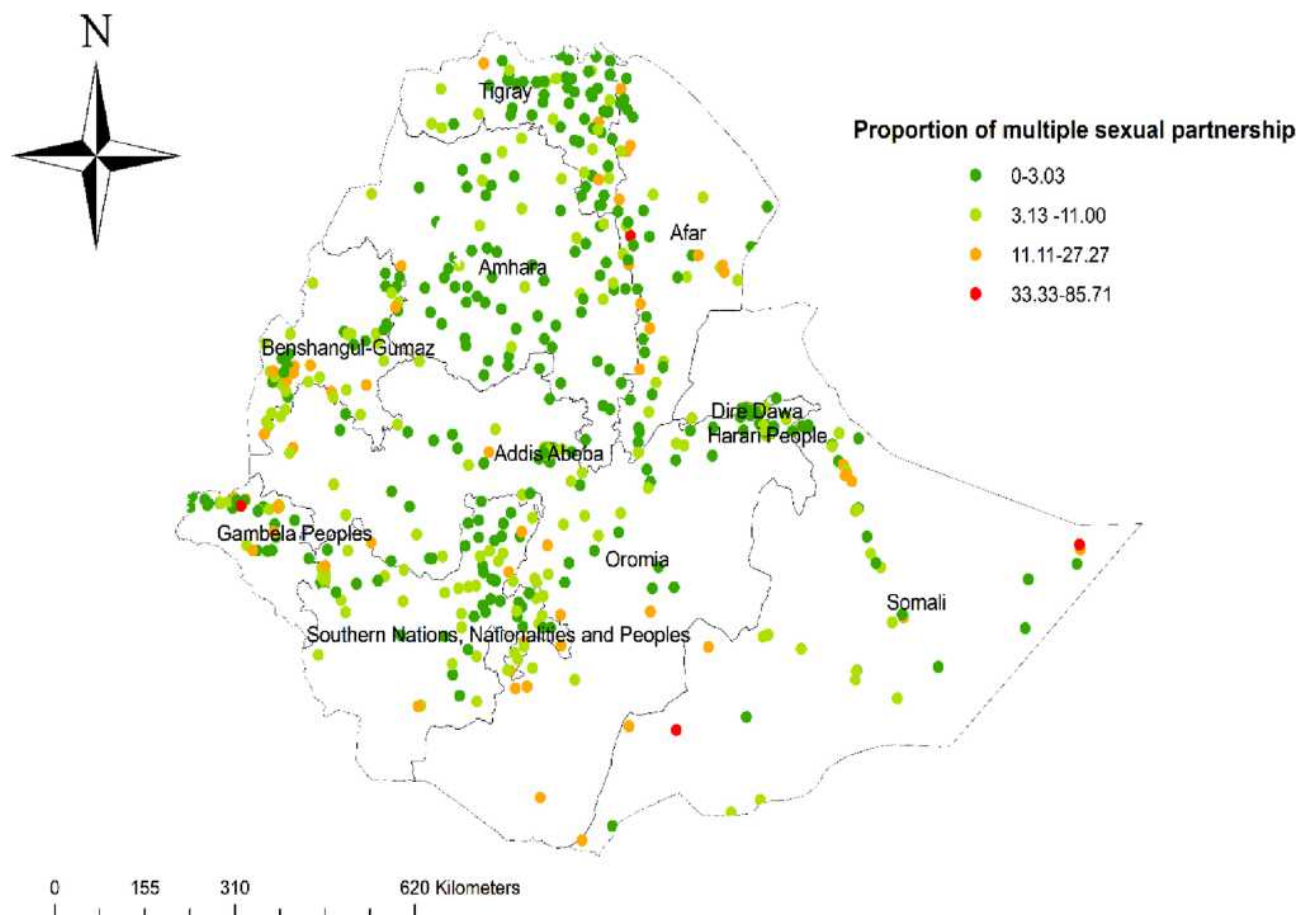 N
Tigray
Proportion of multiple sexual partnership
0-3.03
3.13 -11.00
11.11-27.27
33.33-85.71
Afar
Amhara
Benshangul-Gumaz
Dire Dawa
Harari People
Addis Ababa
Gambela Peoples
Oromia
Somali
Southern Nations, Nationalities and Peoples
0 155 310 620 Kilometers